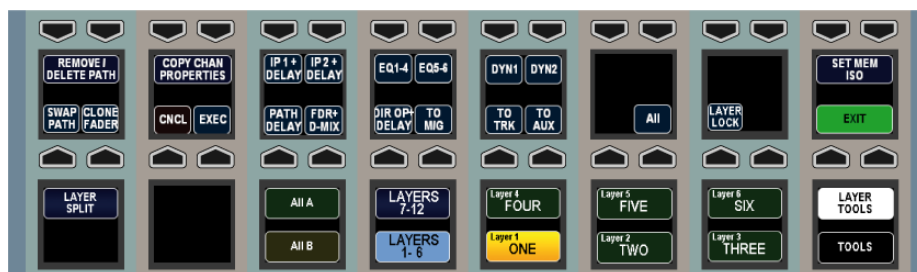 REMOVE /
DELETE PATH
SWAP PATH
CLONE FADER
COPY CHAN
PROPERTIES
CNCL
EXEC
IP 1 +
DELAY
IP 2 +
DELAY
PATH
DELAY
FDR+
D-MIX
EQ1-4
EQ5-6
DIR OP+
DELAY
TO
MIG
DYN1
DYN2
TO
TRK
TO
AUX
All
LAYER
LOCK
SET MEM
ISO
EXIT
LAYER
SPLIT
All A
All B
LAYERS
7-12
LAYERS
1- 6
Layer 4
FOUR
Layer 1
ONE
Layer 5
FIVE
Layer 2
TWO
Layer 6
SIX
Layer 3
THREE
LAYER
TOOLS
TOOLS